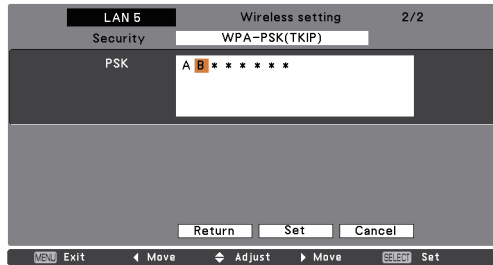 LAN 5 Wireless setting 2/2
Security WPA-PSK(TKIP)
PSK A B * * * * * *
Return Set Cancel
MENU Exit Move Adjust Move SELECT Set